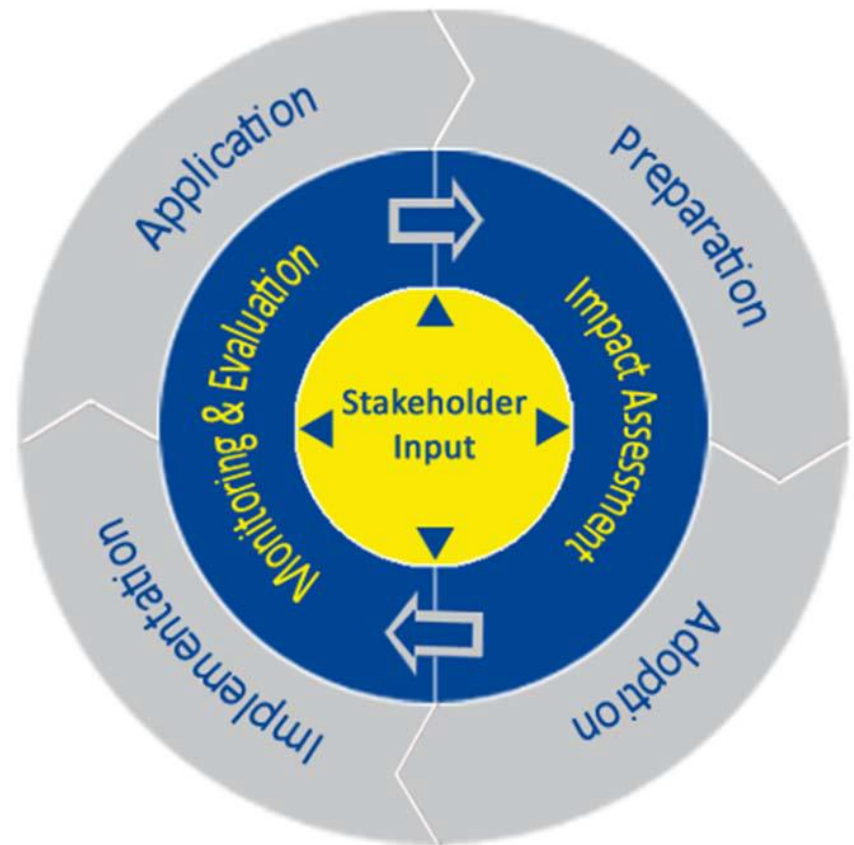 Application
Preparation
Monitoring & Evaluation
Impact Assessment
Stakeholder
Input
Implementation
Adoption